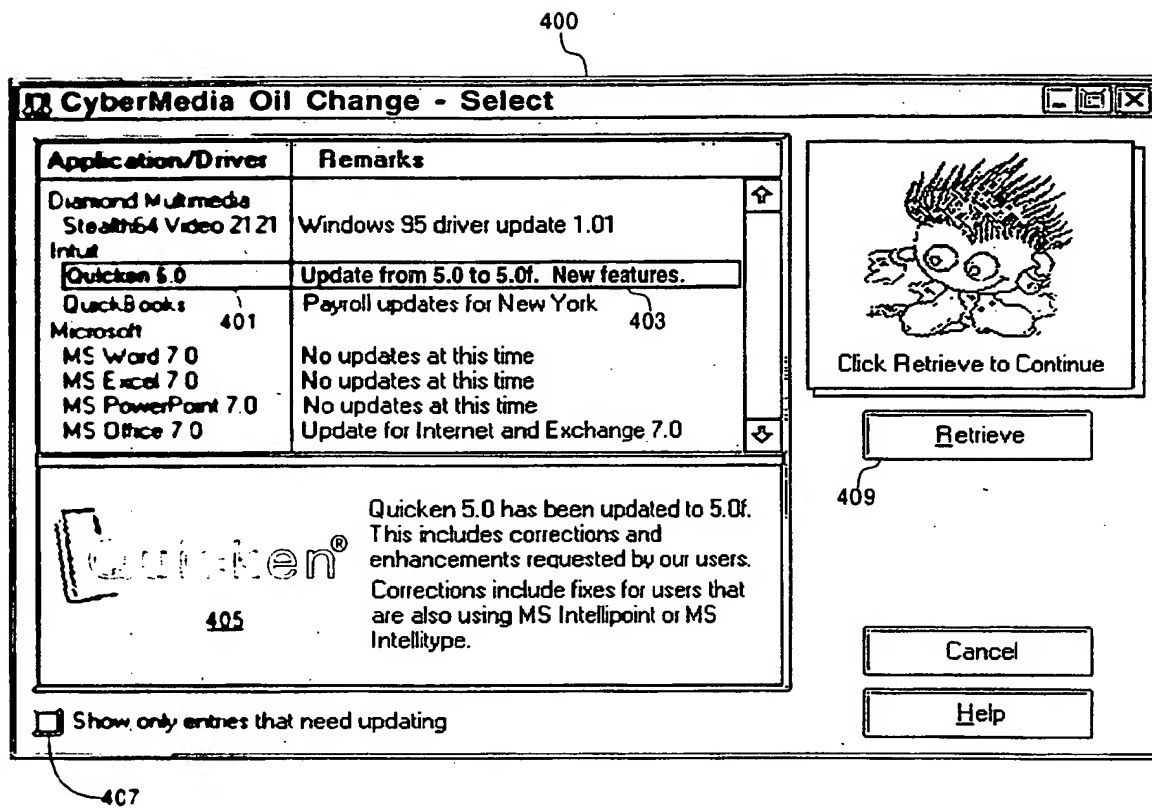 400
CyberMedia Oil Change - Select
Application/Driver Remarks
Diamond Multimedia
Stealth64 Video 2121 Windows 95 driver update 1.01
Intuit
Quicken 5.0 Update from 5.0 to 5.0f. New features.
QuickBooks Payroll updates for New York
401 403
Microsoft
MS Word 7.0 No updates at this time
MS Excel 7.0 No updates at this time
MS PowerPoint 7.0 No updates at this time
MS Office 7.0 Update for Internet and Exchange 7.0
Click Retrieve to Continue
Retrieve
409
Quicken®
405
Quicken 5.0 has been updated to 5.0f.
This includes corrections and
enhancements requested by our users.
Corrections include fixes for users that
are also using MS Intellipoint or MS
Intellitype.
Cancel
Help
Show only entries that need updating
407